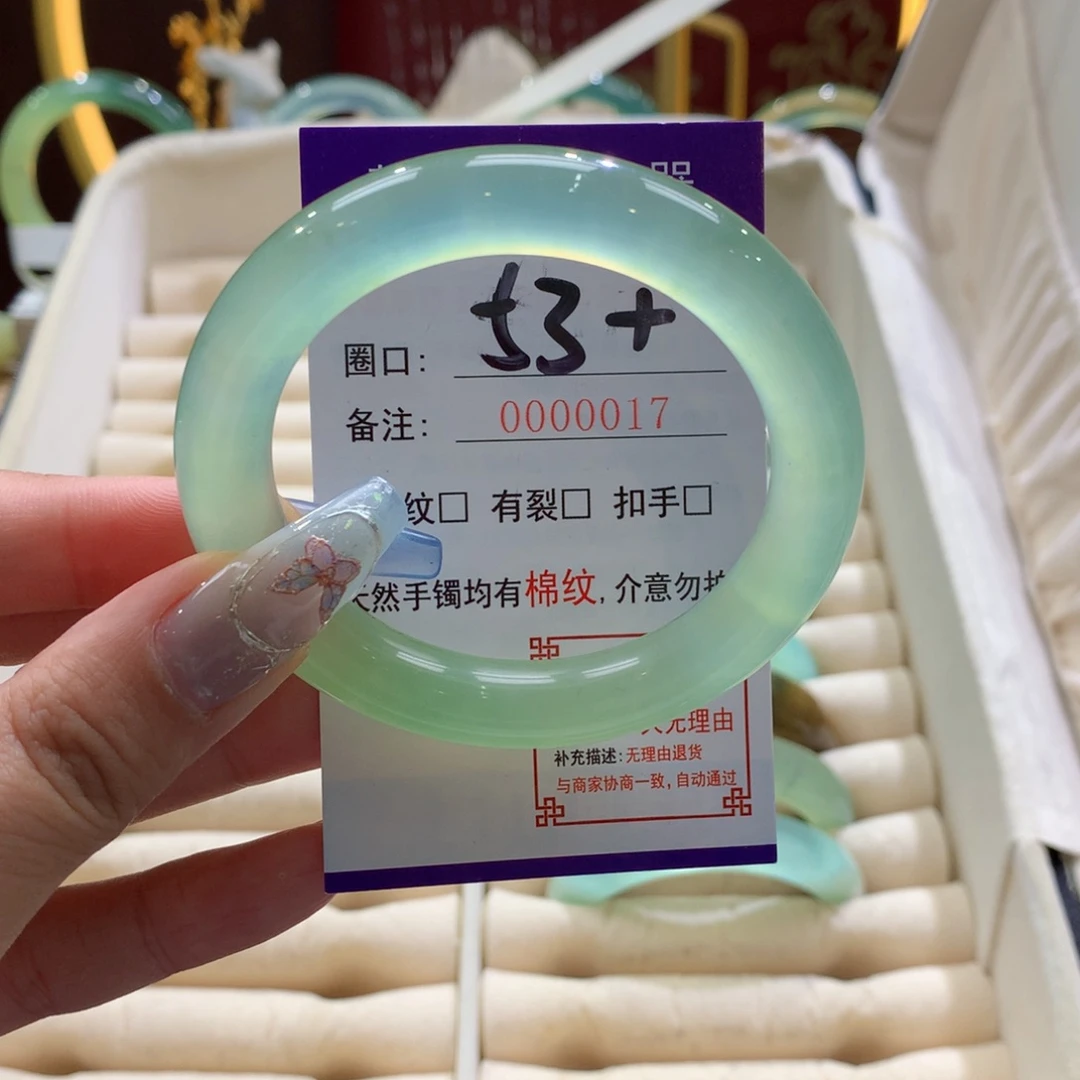 圈口: 53+
备注: 0000017
纹□ 有裂□ 扣手□
然手镯均有棉纹, 介意勿拍
无理由
补充描述: 无理由退货
与商家协商一致, 自动通过